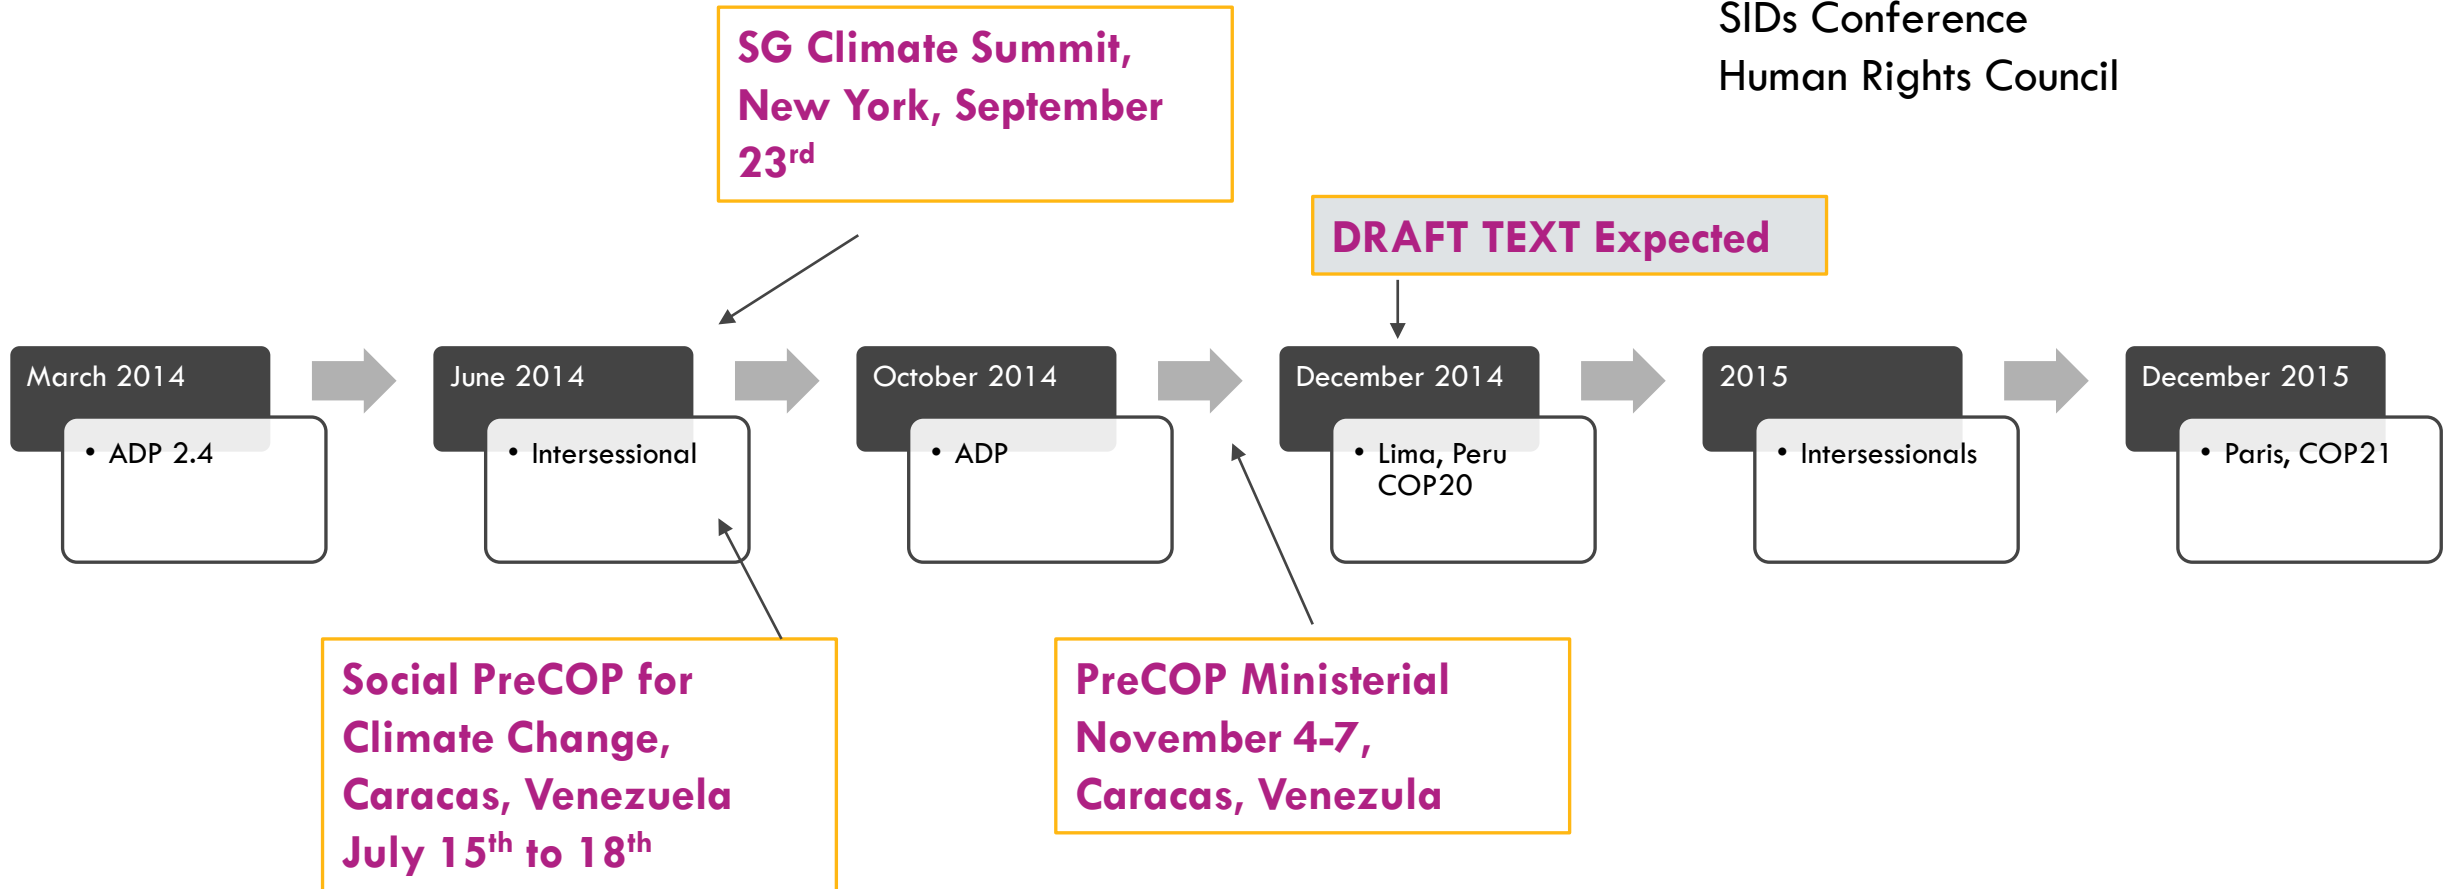 SIDs Conference
Human Rights Council
SG Climate Summit,
New York, September
23rd
DRAFT TEXT Expected
March 2014
• ADP 2.4
June 2014
• Intersessional
October 2014
• ADP
December 2014
• Lima, Peru
COP20
2015
• Intersessionals
December 2015
• Paris, COP21
Social PreCOP for
Climate Change,
Caracas, Venezuela
July 15th to 18th
PreCOP Ministerial
November 4-7,
Caracas, Venezula